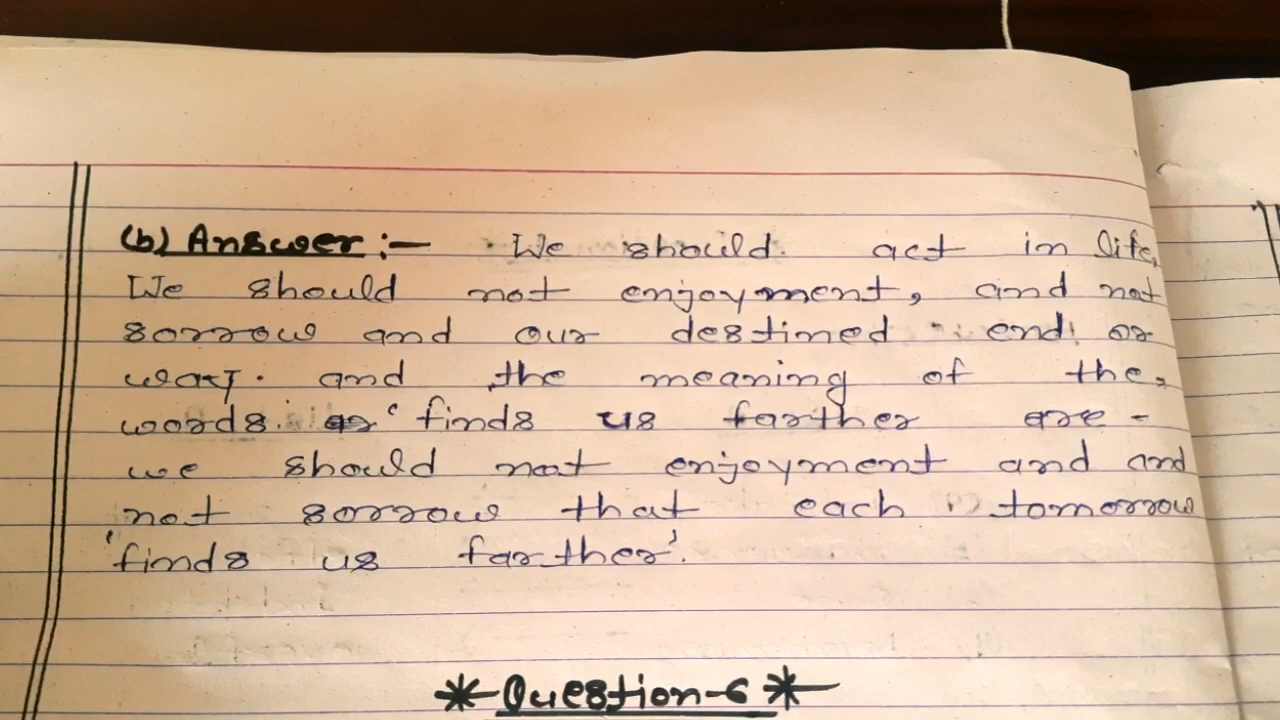 (b) Answer :- We should act in life,
We should not enjoyment, and not
sorrow and our destined end or
way. and the meaning of the,
words. 'finds us farther are -
we should not enjoyment and and
not sorrow that each tomorrow
'finds us farther'.
*Question-6*